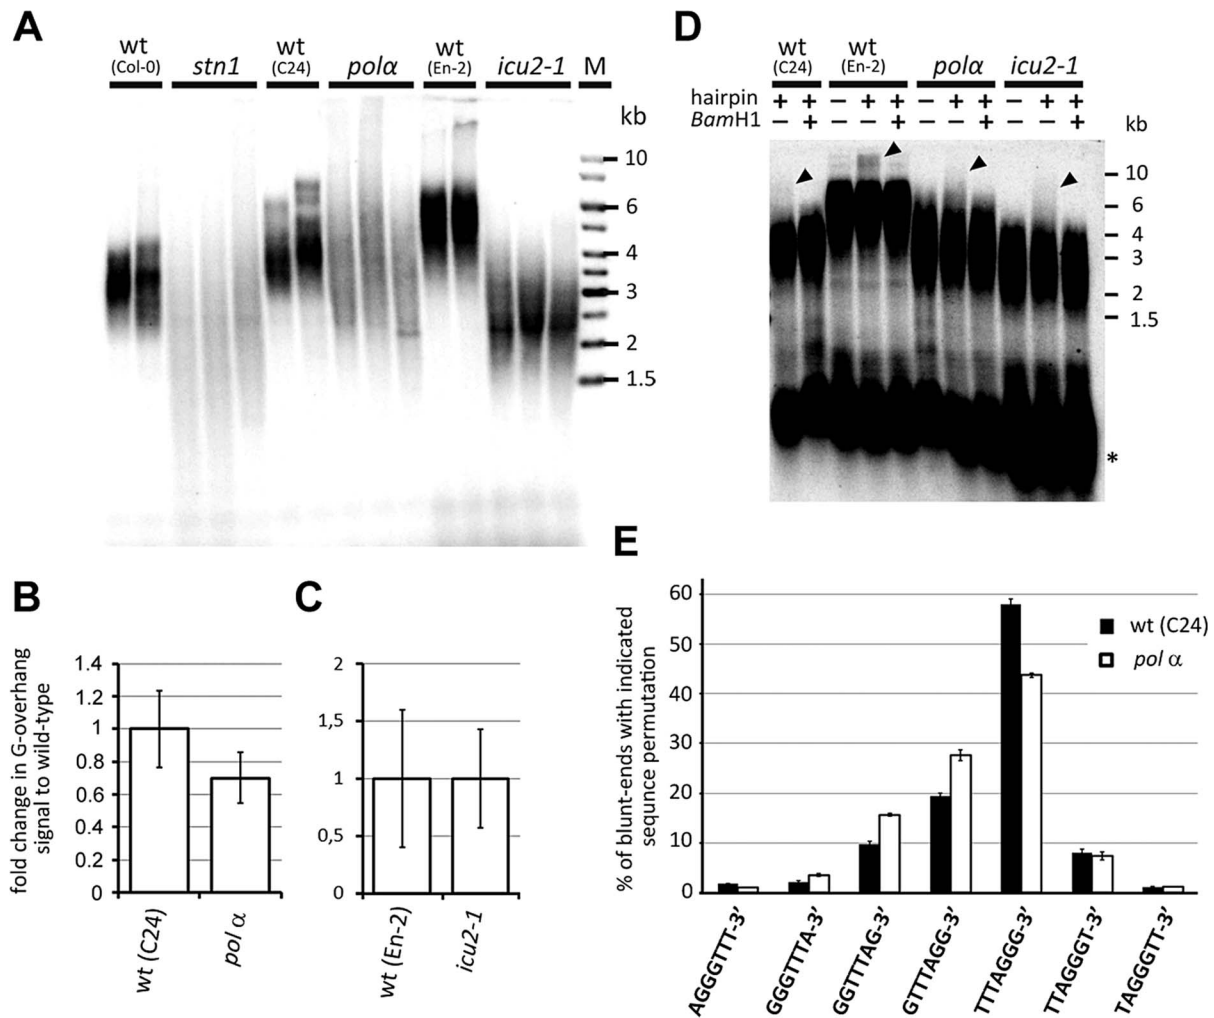 A
wt wt wt
(Col-0) stn1 (C24) polα (En-2) icu2-1 M
kb
10
6
4
3
2
1.5
D
wt wt
(C24) (En-2) polα icu2-1
hairpin + + − + + − + + − + +
BamH1 − + − − + − − + − − +
kb
10
6
4
3
2
1.5
*
B
fold change in G-overhang
signal to wild-type
1.4
1.2
1
0.8
0.6
0.4
0.2
0
wt (C24)
pol α
C
2
1,5
1
0,5
0
wt (En-2)
icu2-1
E
% of blunt-ends with indicated
sequnce permutation
60
50
40
30
20
10
0
wt (C24)
pol α
AGGGTTT-3′
GGGTTTA-3′
GGTTTAG-3′
GTTTAGG-3′
TTTAGGG-3′
TTAGGGT-3′
TAGGGTT-3′